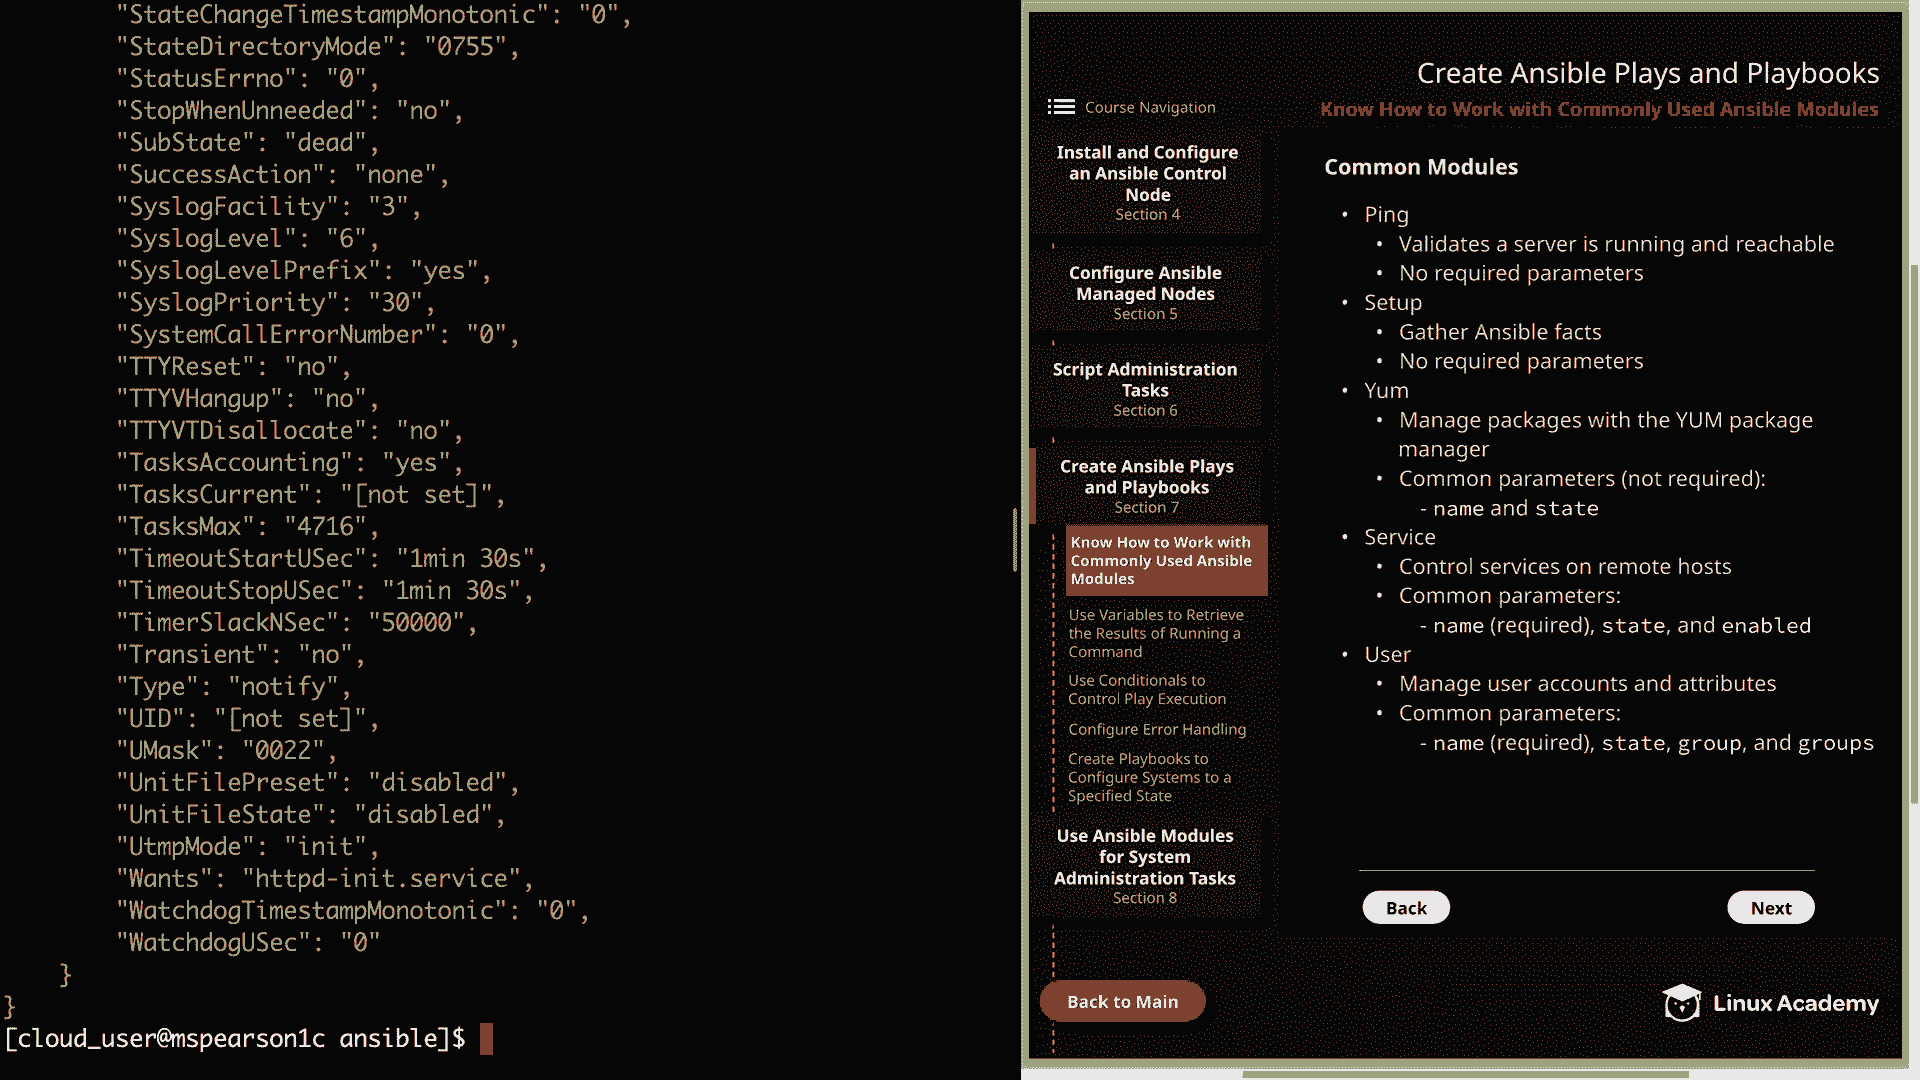 "StateChangeTimestampMonotonic": "0",
"StateDirectoryMode": "0755",
"StatusErrno": "0",
"StopWhenUnneeded": "no",
"SubState": "dead",
"SuccessAction": "none",
"SyslogFacility": "3",
"SyslogLevel": "6",
"SyslogLevelPrefix": "yes",
"SyslogPriority": "30",
"SystemCallErrorNumber": "0",
"TTYReset": "no",
"TTYVHangup": "no",
"TTYVTDisallocate": "no",
"TasksAccounting": "yes",
"TasksCurrent": "[not set]",
"TasksMax": "4716",
"TimeoutStartUSec": "1min 30s",
"TimeoutStopUSec": "1min 30s",
"TimerSlackNSec": "50000",
"Transient": "no",
"Type": "notify",
"UID": "[not set]",
"UMask": "0022",
"UnitFilePreset": "disabled",
"UnitFileState": "disabled",
"UtmpMode": "init",
"Wants": "httpd-init.service",
"WatchdogTimestampMonotonic": "0",
"WatchdogUSec": "0"
}
}
[cloud_user@mspearson1c ansible]$
Create Ansible Plays and Playbooks
Know How to Work with Commonly Used Ansible Modules
Course Navigation
Install and Configure
an Ansible Control
Node
Section 4
Configure Ansible
Managed Nodes
Section 5
Script Administration
Tasks
Section 6
Create Ansible Plays
and Playbooks
Section 7
Know How to Work with
Commonly Used Ansible
Modules
Use Variables to Retrieve
the Results of Running a
Command
Use Conditionals to
Control Play Execution
Configure Error Handling
Create Playbooks to
Configure Systems to a
Specified State
Use Ansible Modules
for System
Administration Tasks
Section 8
Back to Main
Common Modules
• Ping
• Validates a server is running and reachable
• No required parameters
• Setup
• Gather Ansible facts
• No required parameters
• Yum
• Manage packages with the YUM package
manager
• Common parameters (not required):
- name and state
• Service
• Control services on remote hosts
• Common parameters:
- name (required), state, and enabled
• User
• Manage user accounts and attributes
• Common parameters:
- name (required), state, group, and groups
Back
Next
Linux Academy